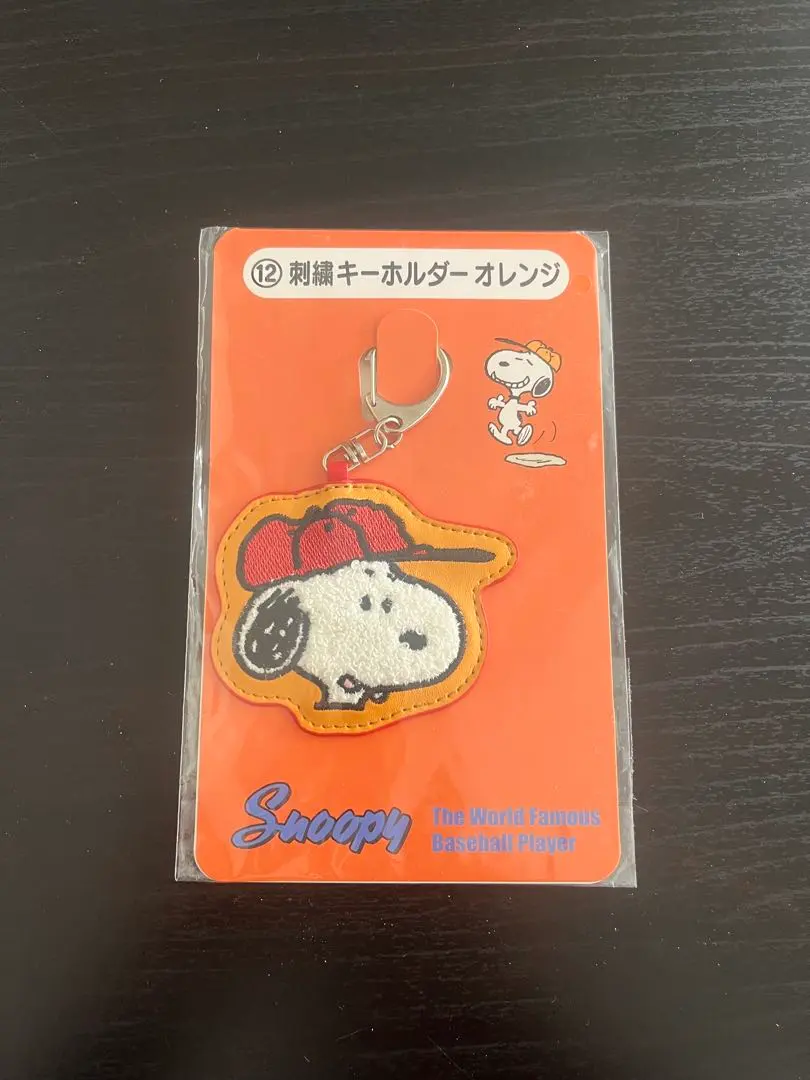 ⑫ 刺繍キーホルダー オレンジ
Snoopy
The World Famous
Baseball Player